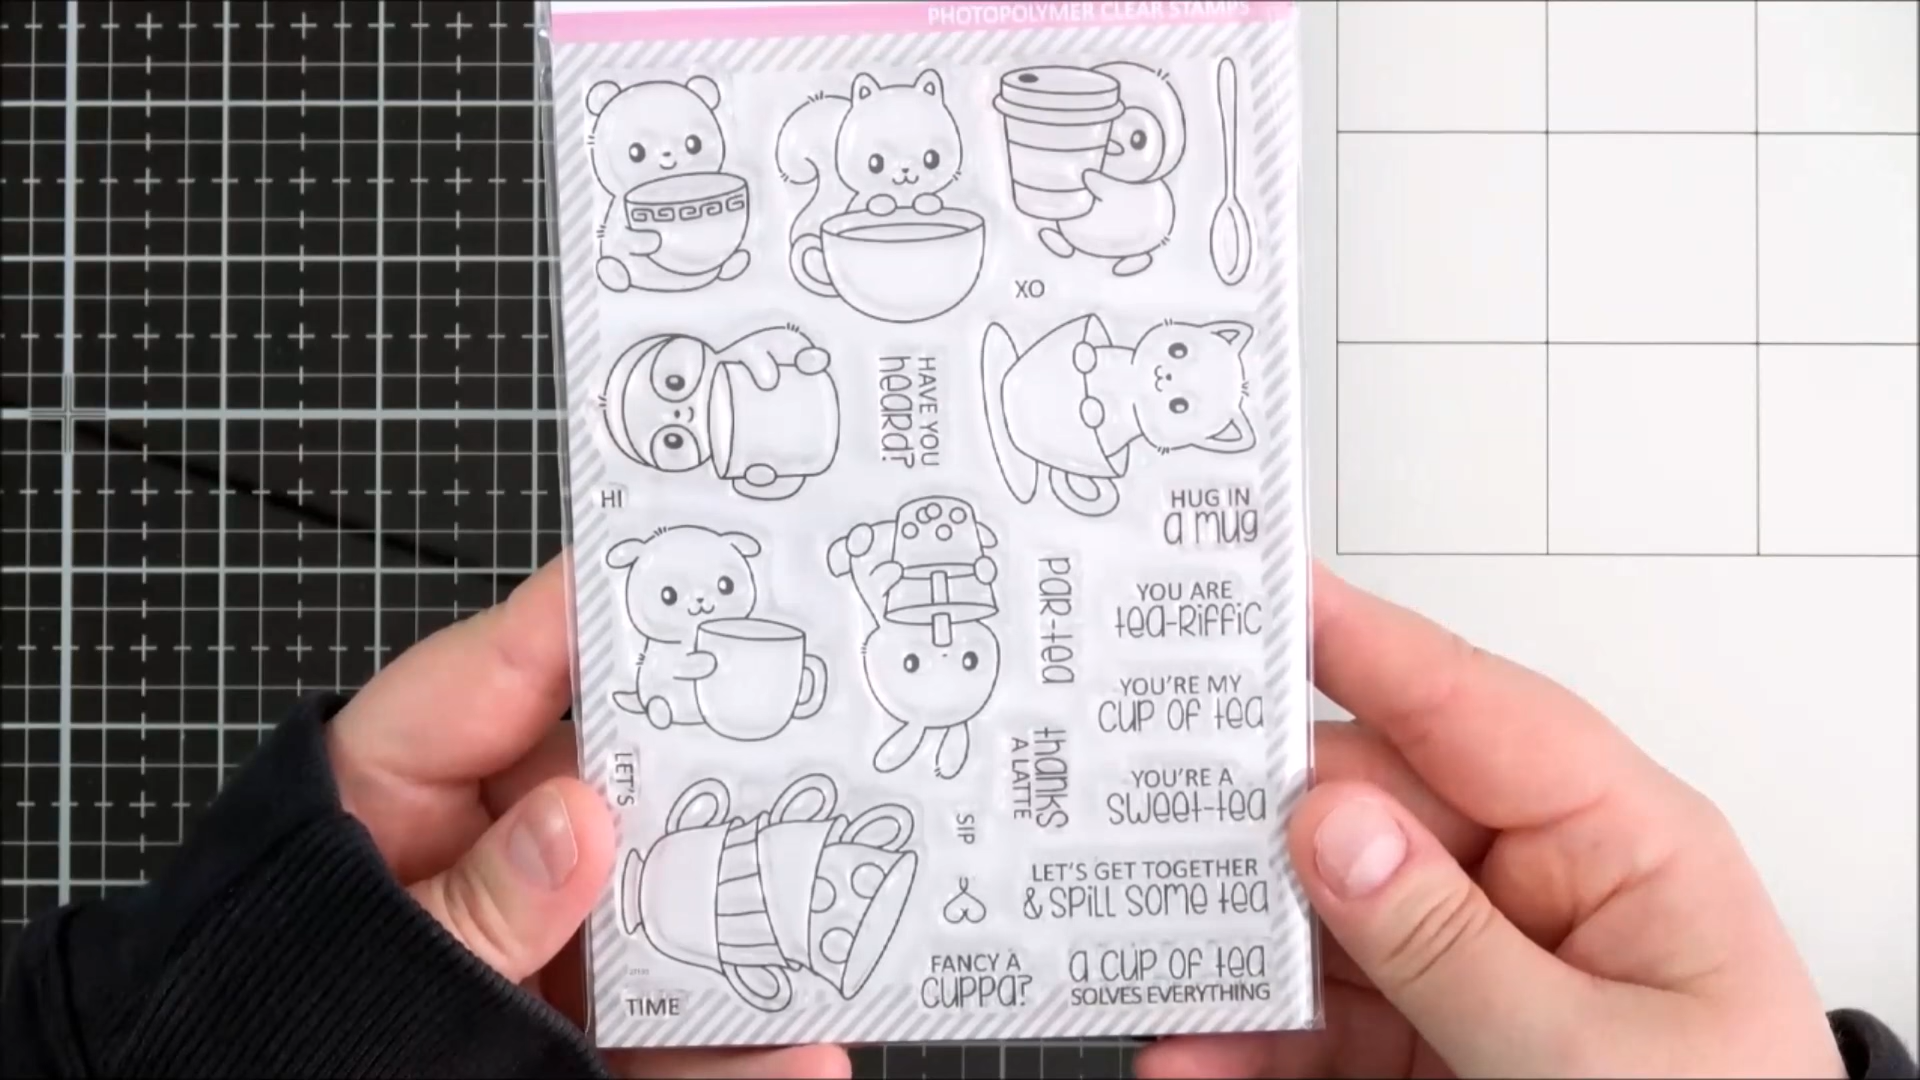 PHOTOPOLYMER CLEAR STAMPS
XO
HAVE YOU
heard?
HI
HUG IN
a mug
par-tea
YOU ARE
tea-riffic
YOU'RE MY
cup of tea
thanks
A LATTE
LET'S
YOU'RE A
sweet-tea
SIP
LET'S GET TOGETHER
& spill some tea
FANCY A
cuppa?
a cup of tea
SOLVES EVERYTHING
TIME